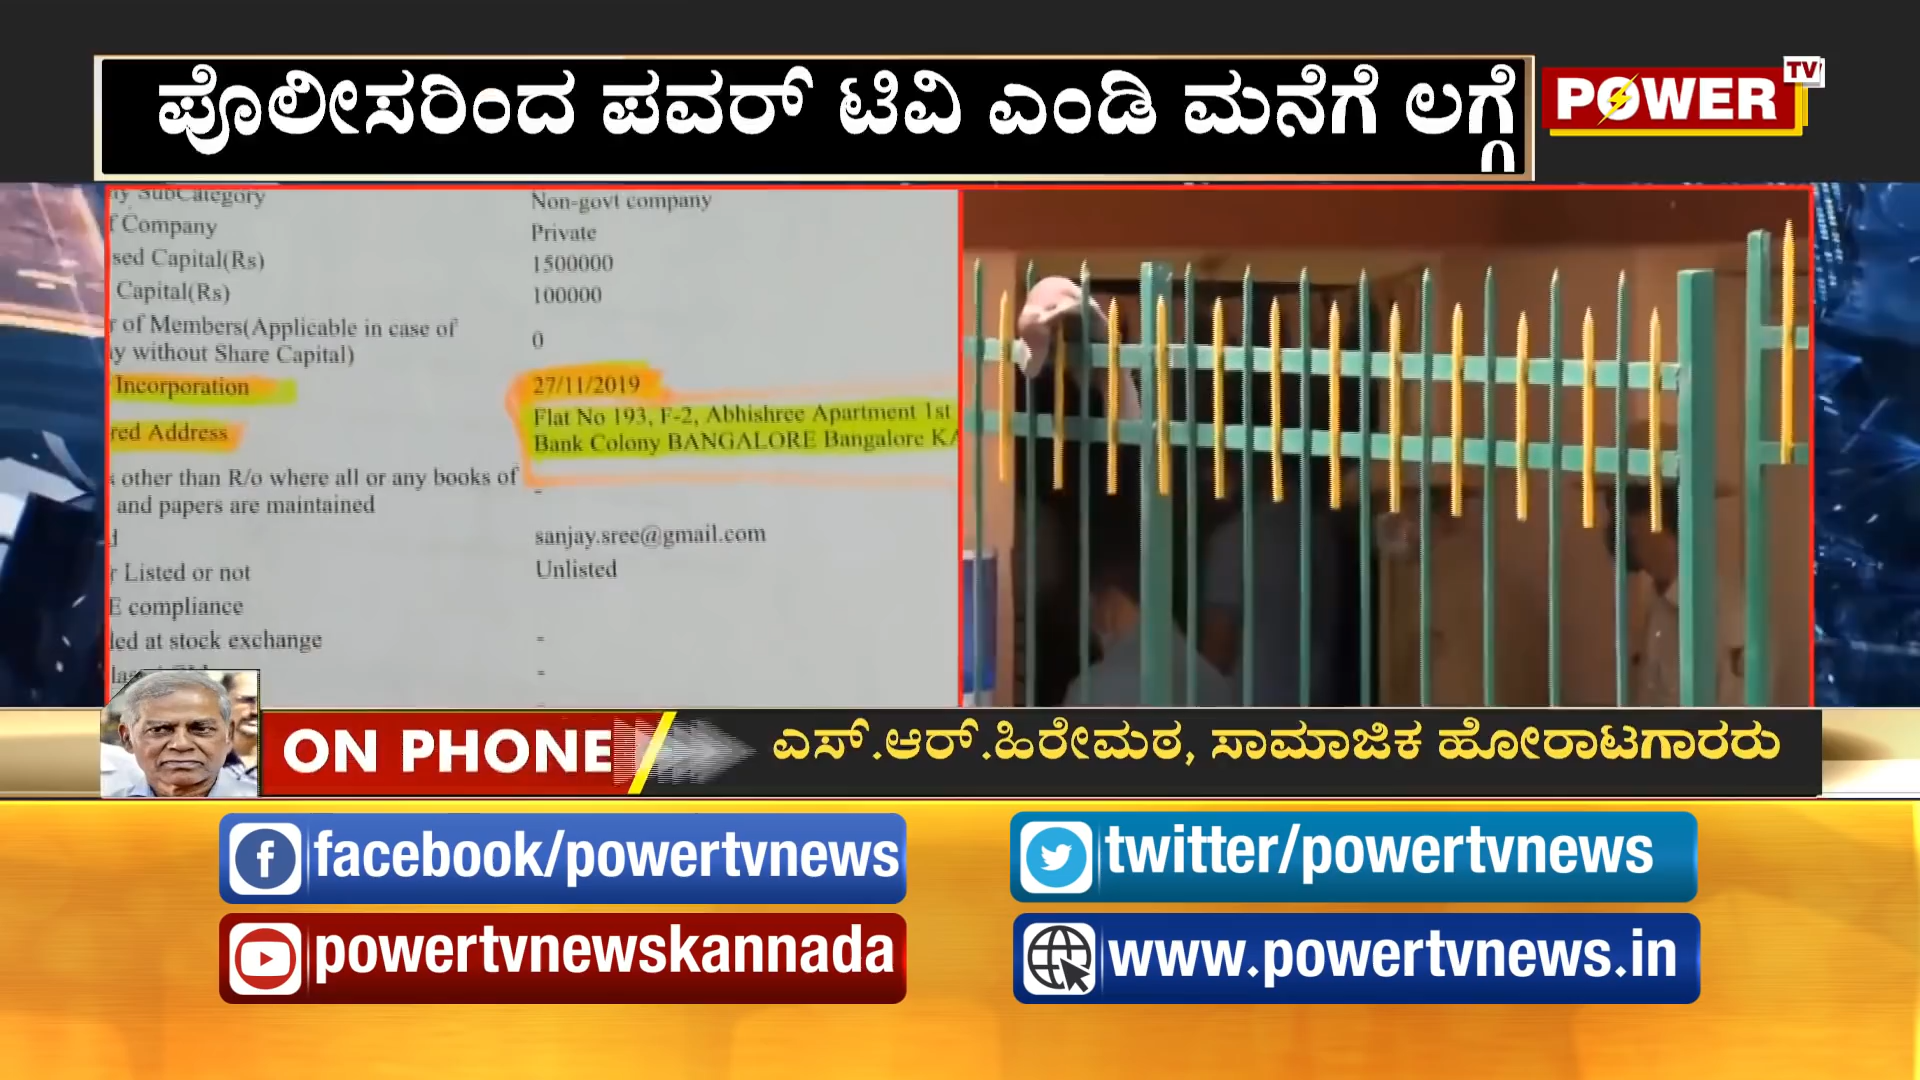 ಪೊಲೀಸರಿಂದ ಪವರ್ ಟಿವಿ ಎಂಡಿ ಮನೆಗೆ ಲಗ್ಗೆ
POWER TV
SubCategory Non-govt company
Company Private
sed Capital(Rs) 1500000
Capital(Rs) 100000
r of Members(Applicable in case of
y without Share Capital) 0
Incorporation 27/11/2019
red Address Flat No 193, F-2, Abhishree Apartment 1st
Bank Colony BANGALORE Bangalore KA
other than R/o where all or any books of
and papers are maintained -
sanjay.sree@gmail.com
r Listed or not Unlisted
E compliance
led at stock exchange -
-
ON PHONE ಎಸ್.ಆರ್.ಹಿರೇಮಠ, ಸಾಮಾಜಿಕ ಹೋರಾಟಗಾರರು
facebook/powertvnews
twitter/powertvnews
powertvnewskannada
www.powertvnews.in